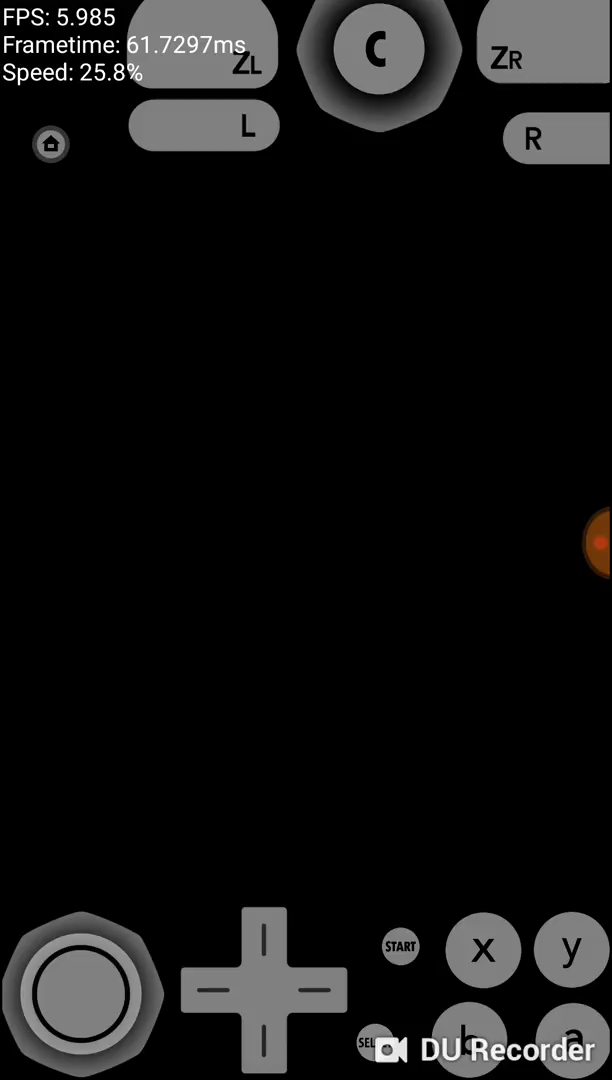 FPS: 5.985
Frametime: 61.7297ms
Speed: 25.8%
ZL
C
ZR
L
R
START
x
y
b
a
DU Recorder